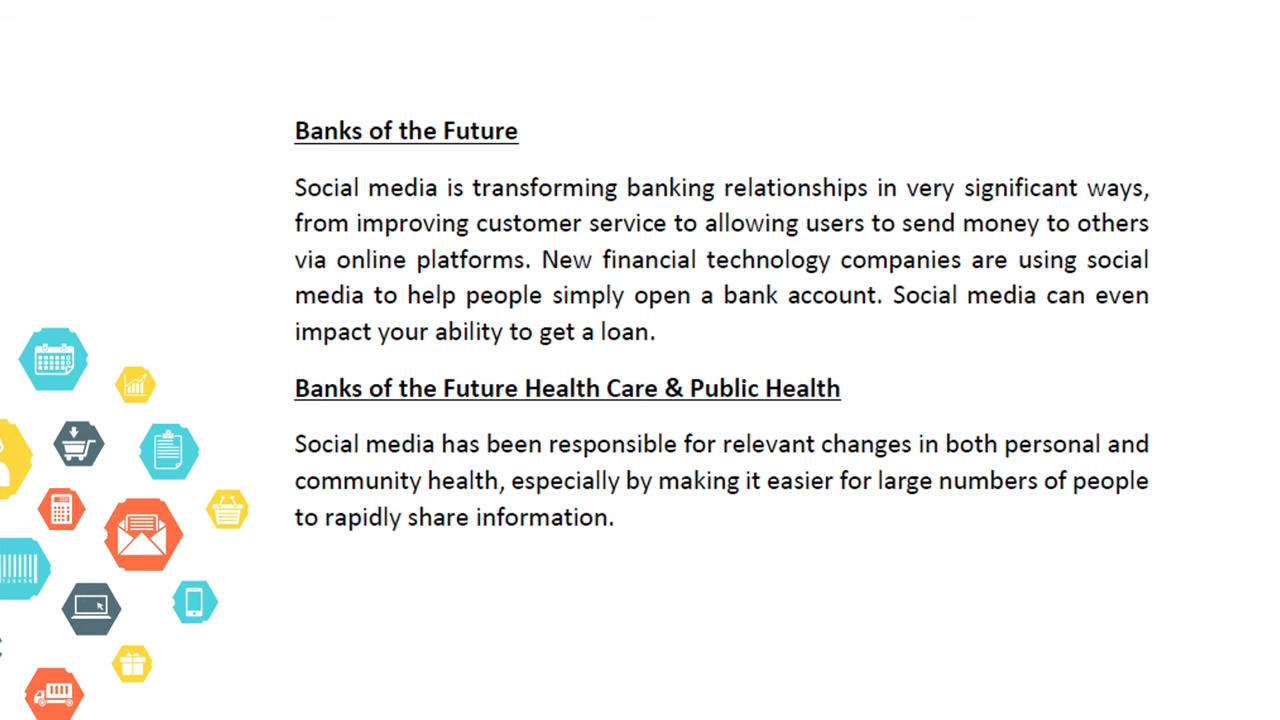 Banks of the Future
Social media is transforming banking relationships in very significant ways,
from improving customer service to allowing users to send money to others
via online platforms. New financial technology companies are using social
media to help people simply open a bank account. Social media can even
impact your ability to get a loan.
Banks of the Future Health Care & Public Health
Social media has been responsible for relevant changes in both personal and
community health, especially by making it easier for large numbers of people
to rapidly share information.